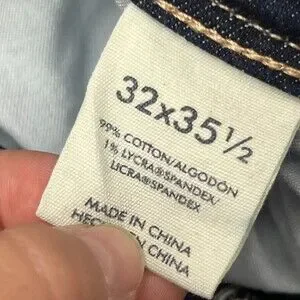 32x35½
99% COTTON/ALGODÓN
1% LYCRA®SPANDEX/
LICRA®SPANDEX
MADE IN CHINA
HECHO EN CHINA